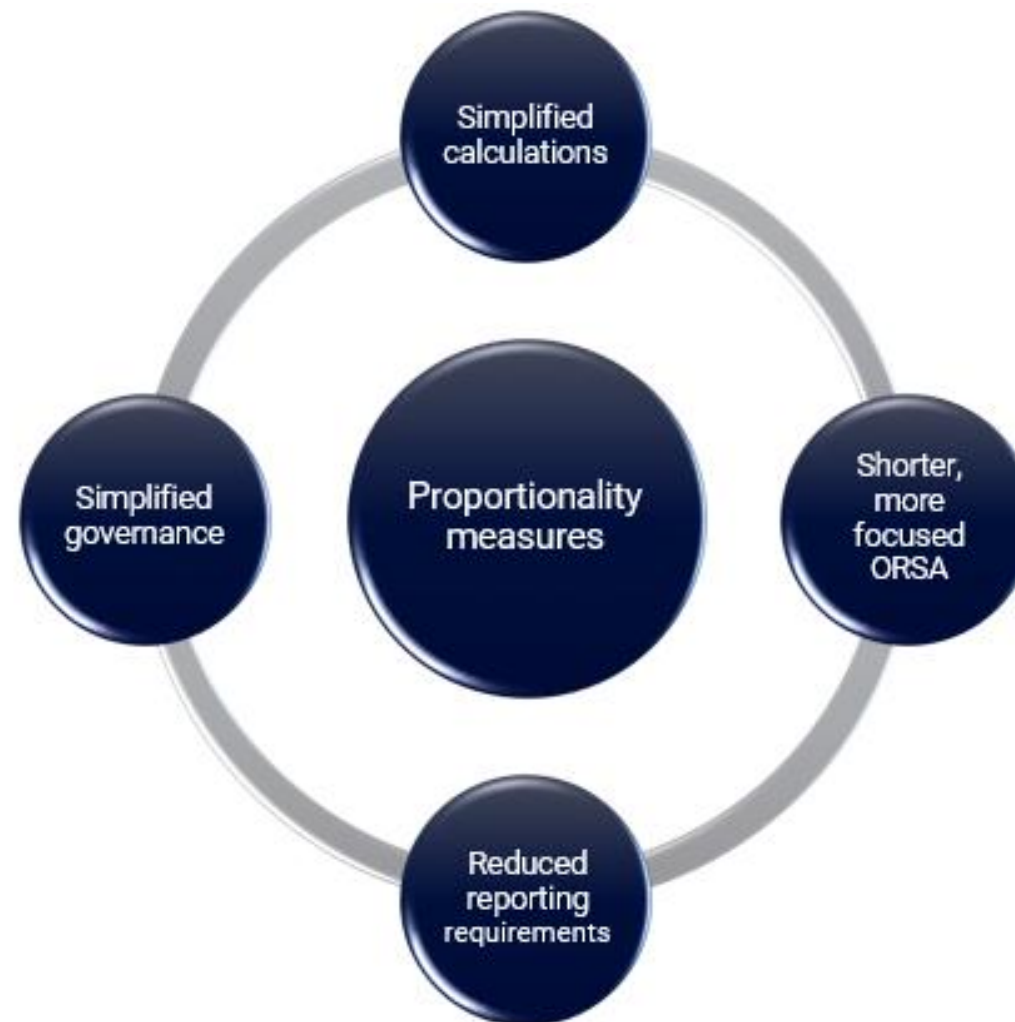 Simplified
calculations
Simplified
governance
Proportionality
measures
Shorter,
more
focused
ORSA
Reduced
reporting
requirements